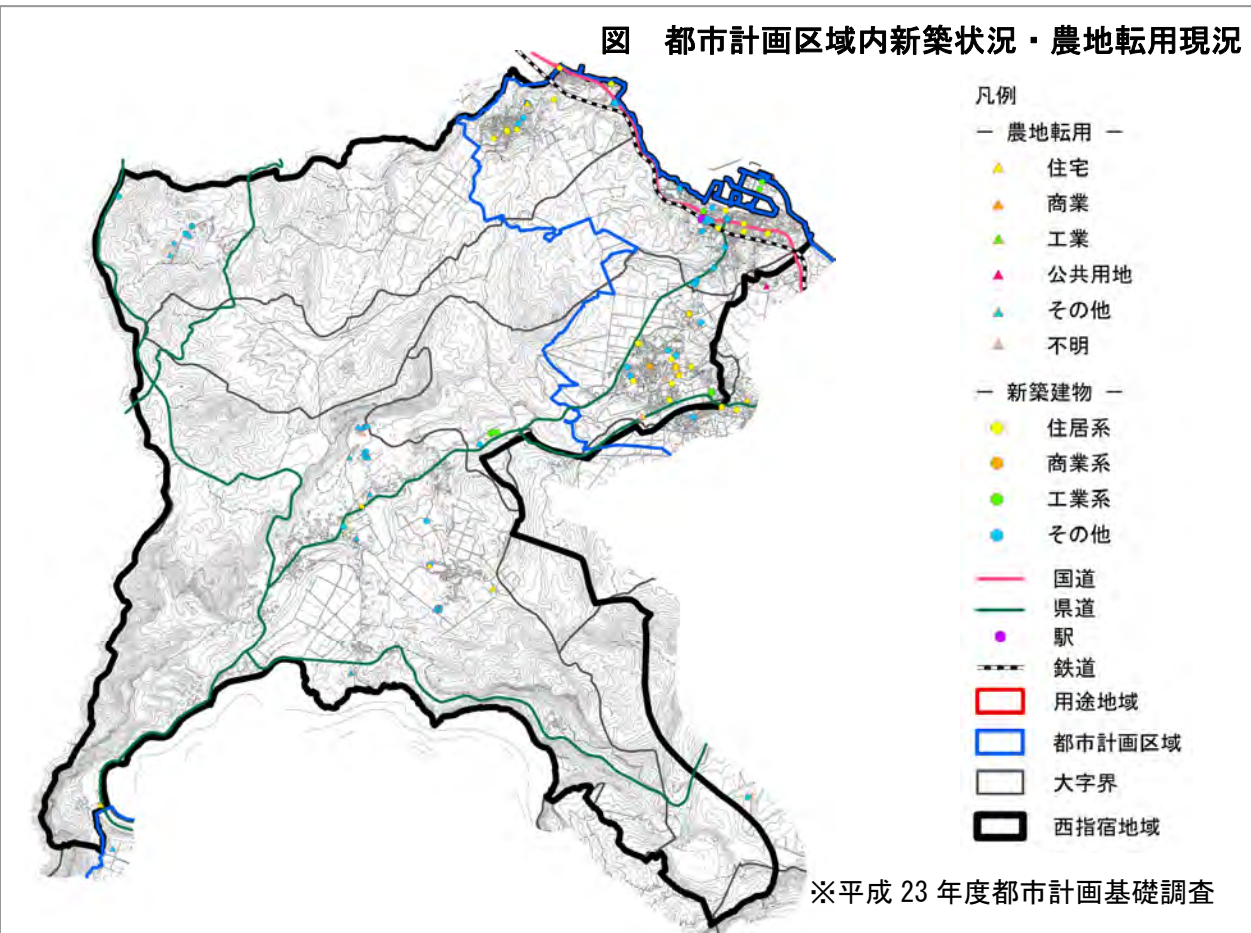 図 都市計画区域内新築状況・農地転用現況
凡例
― 農地転用 ―
住宅
商業
工業
公共用地
その他
不明
― 新築建物 ―
住居系
商業系
工業系
その他
国道
県道
駅
鉄道
用途地域
都市計画区域
大字界
西指宿地域
※平成 23 年度都市計画基礎調査